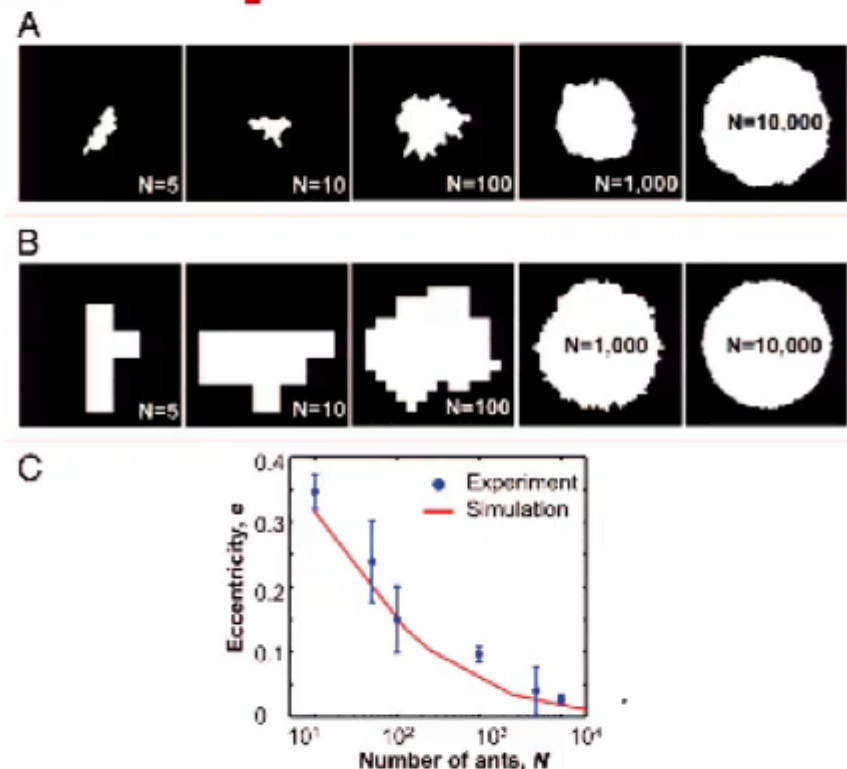 A
N=5 N=10 N=100 N=1,000 N=10,000
B
N=5 N=10 N=100 N=1,000 N=10,000
C
0.4
0.3
0.2
0.1
0
Eccentricity, e
Experiment
Simulation
10¹ 10² 10³ 10⁴
Number of ants, N